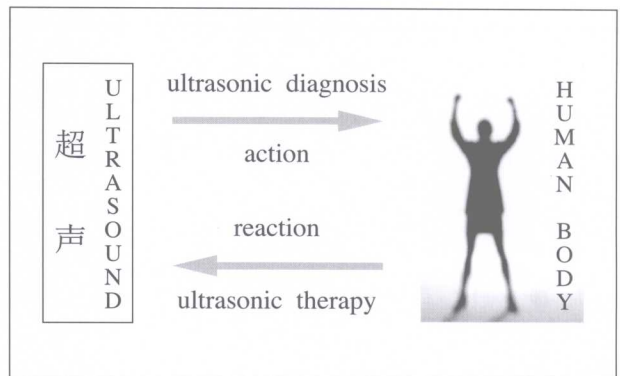 超声
ULTRASOUND
ultrasonic diagnosis
action
reaction
ultrasonic therapy
HUMAN BODY